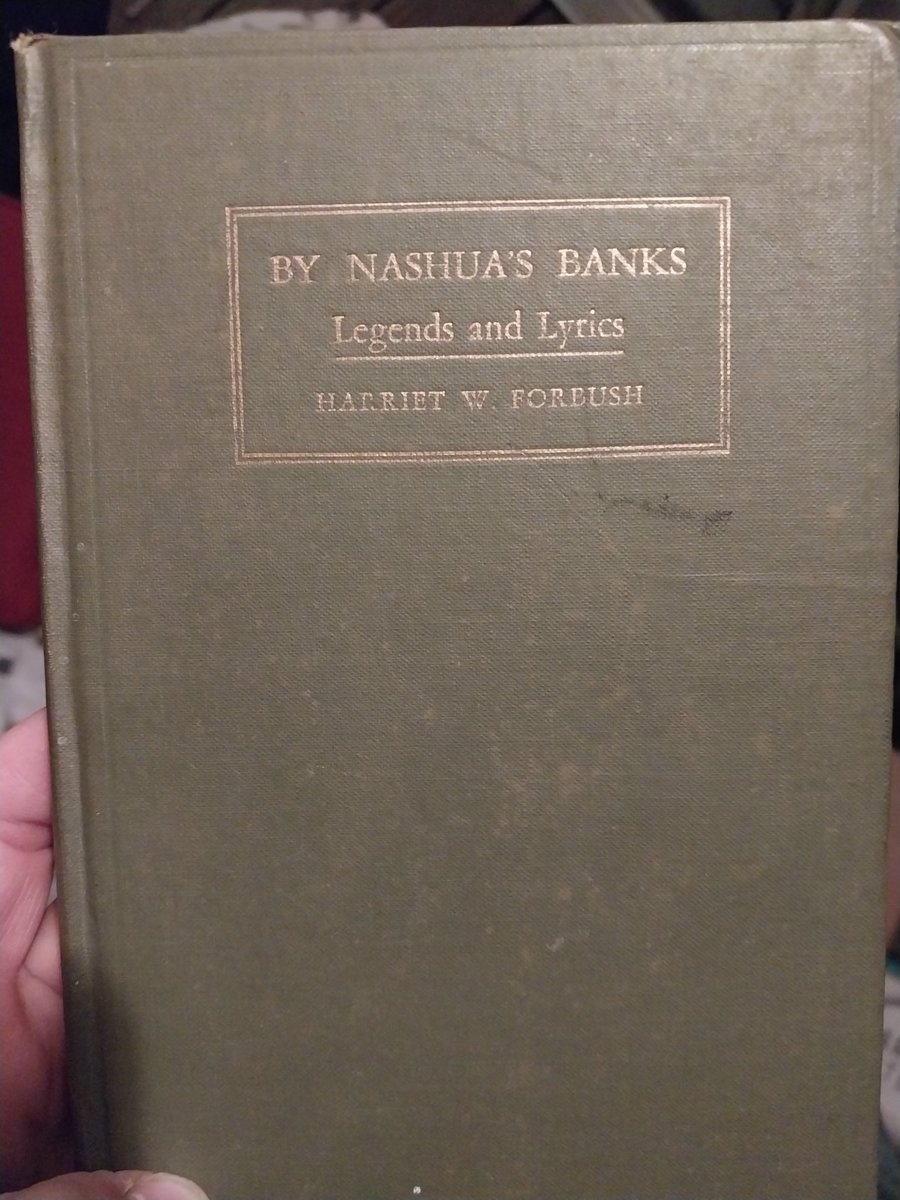 BY NASHUA'S BANKS
Legends and Lyrics
HARRIET W. FORBUSH